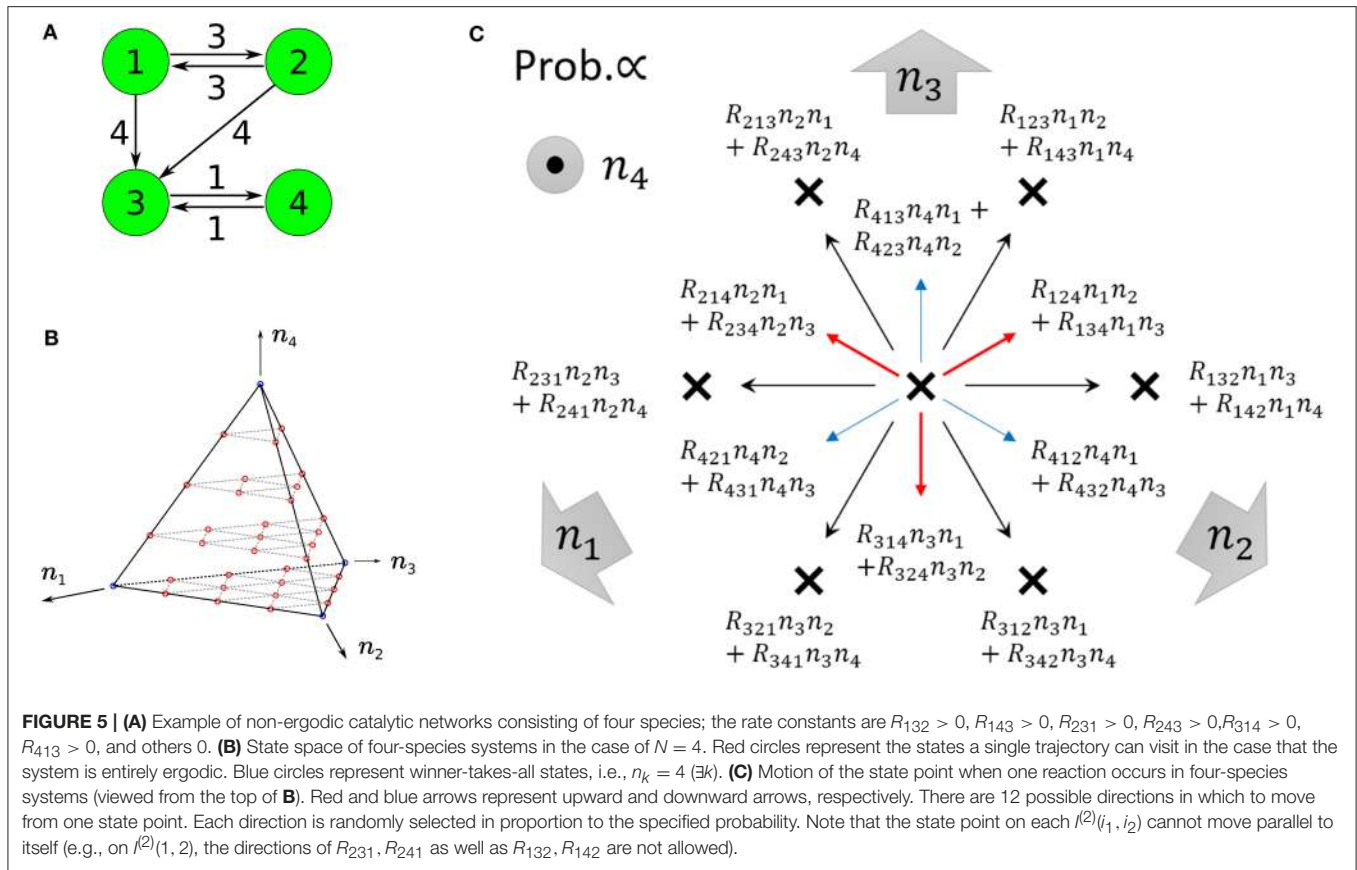 A
1
3
2
3
4
4
3
1
4
1
B
n₄
n₁
n₃
n₂
C
Prob.∝
n₄
n₃
R₂₁₃n₂n₁
+ R₂₄₃n₂n₄
R₁₂₃n₁n₂
+ R₁₄₃n₁n₄
R₄₁₃n₄n₁ +
R₄₂₃n₄n₂
R₂₁₄n₂n₁
+ R₂₃₄n₂n₃
R₁₂₄n₁n₂
+ R₁₃₄n₁n₃
R₂₃₁n₂n₃
+ R₂₄₁n₂n₄
R₁₃₂n₁n₃
+ R₁₄₂n₁n₄
R₄₂₁n₄n₂
+ R₄₃₁n₄n₃
R₄₁₂n₄n₁
+ R₄₃₂n₄n₃
n₁
R₃₁₄n₃n₁
+R₃₂₄n₃n₂
n₂
R₃₂₁n₃n₂
+ R₃₄₁n₃n₄
R₃₁₂n₃n₁
+ R₃₄₂n₃n₄
FIGURE 5 | (A) Example of non-ergodic catalytic networks consisting of four species; the rate constants are R₁₃₂ > 0, R₁₄₃ > 0, R₂₃₁ > 0, R₂₄₃ > 0,R₃₁₄ > 0,
R₄₁₃ > 0, and others 0. (B) State space of four-species systems in the case of N = 4. Red circles represent the states a single trajectory can visit in the case that the
system is entirely ergodic. Blue circles represent winner-takes-all states, i.e., nₖ = 4 (∃k). (C) Motion of the state point when one reaction occurs in four-species
systems (viewed from the top of B). Red and blue arrows represent upward and downward arrows, respectively. There are 12 possible directions in which to move
from one state point. Each direction is randomly selected in proportion to the specified probability. Note that the state point on each l⁽²⁾(i₁, i₂) cannot move parallel to
itself (e.g., on l⁽²⁾(1, 2), the directions of R₂₃₁, R₂₄₁ as well as R₁₃₂, R₁₄₂ are not allowed).